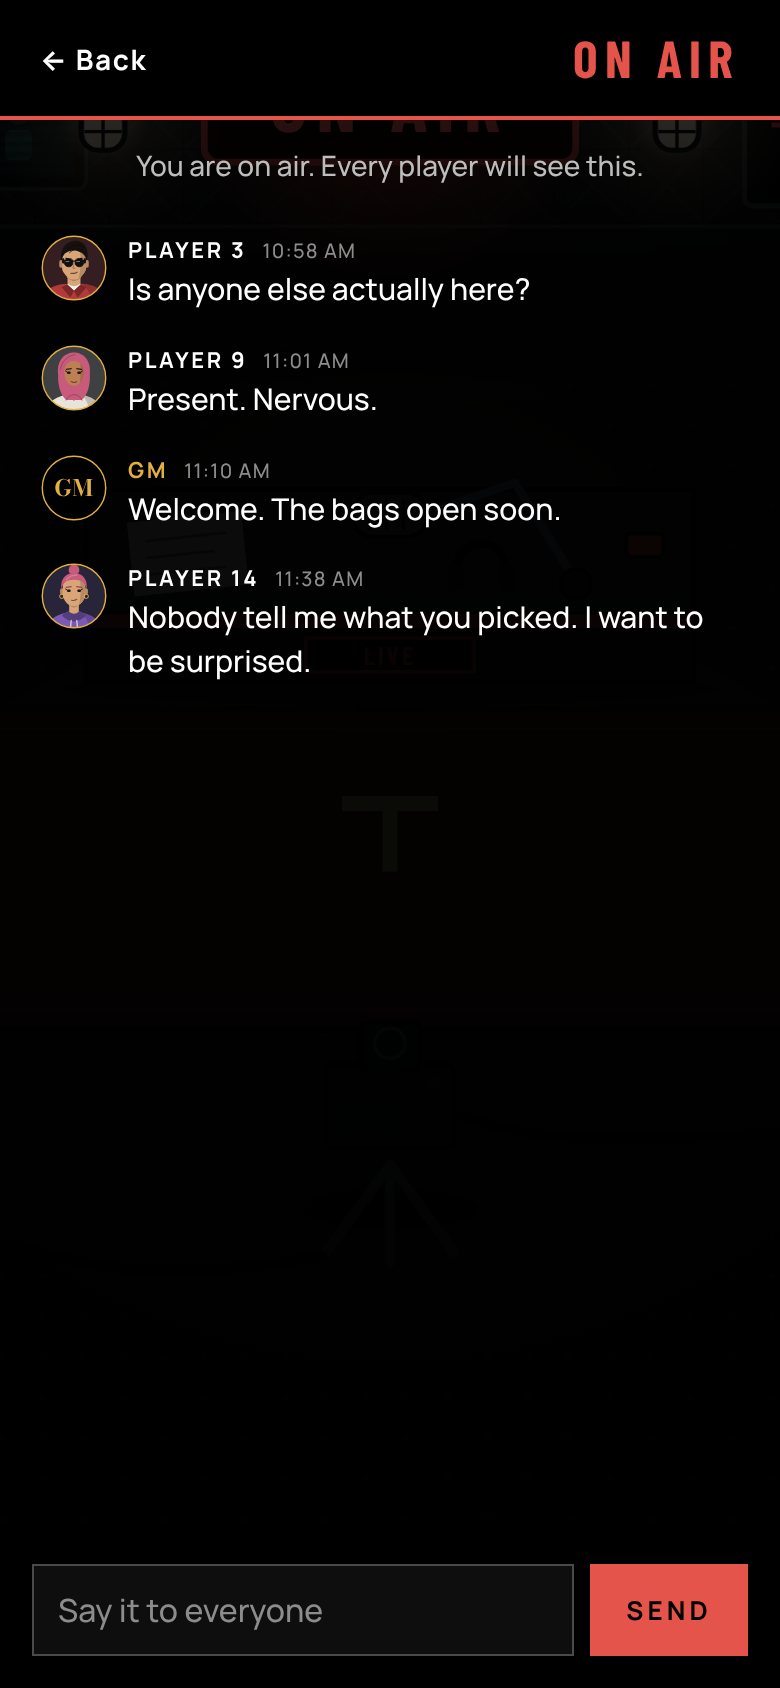 ← Back
ON AIR
ON AIR
You are on air. Every player will see this.
PLAYER 3 10:58 AM
Is anyone else actually here?
PLAYER 9 11:01 AM
Present. Nervous.
GM
GM 11:10 AM
Welcome. The bags open soon.
PLAYER 14 11:38 AM
Nobody tell me what you picked. I want to
be surprised.
LIVE
T
Say it to everyone
SEND